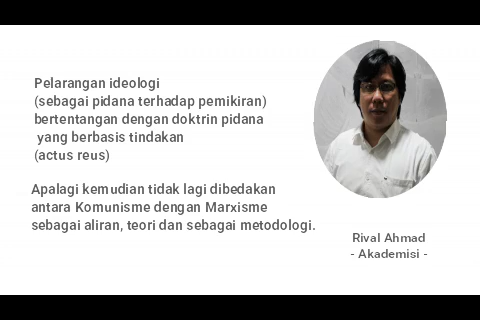 Pelarangan ideologi
(sebagai pidana terhadap pemikiran)
bertentangan dengan doktrin pidana
yang berbasis tindakan
(actus reus)
Apalagi kemudian tidak lagi dibedakan
antara Komunisme dengan Marxisme
sebagai aliran, teori dan sebagai metodologi.
Rival Ahmad
- Akademisi -